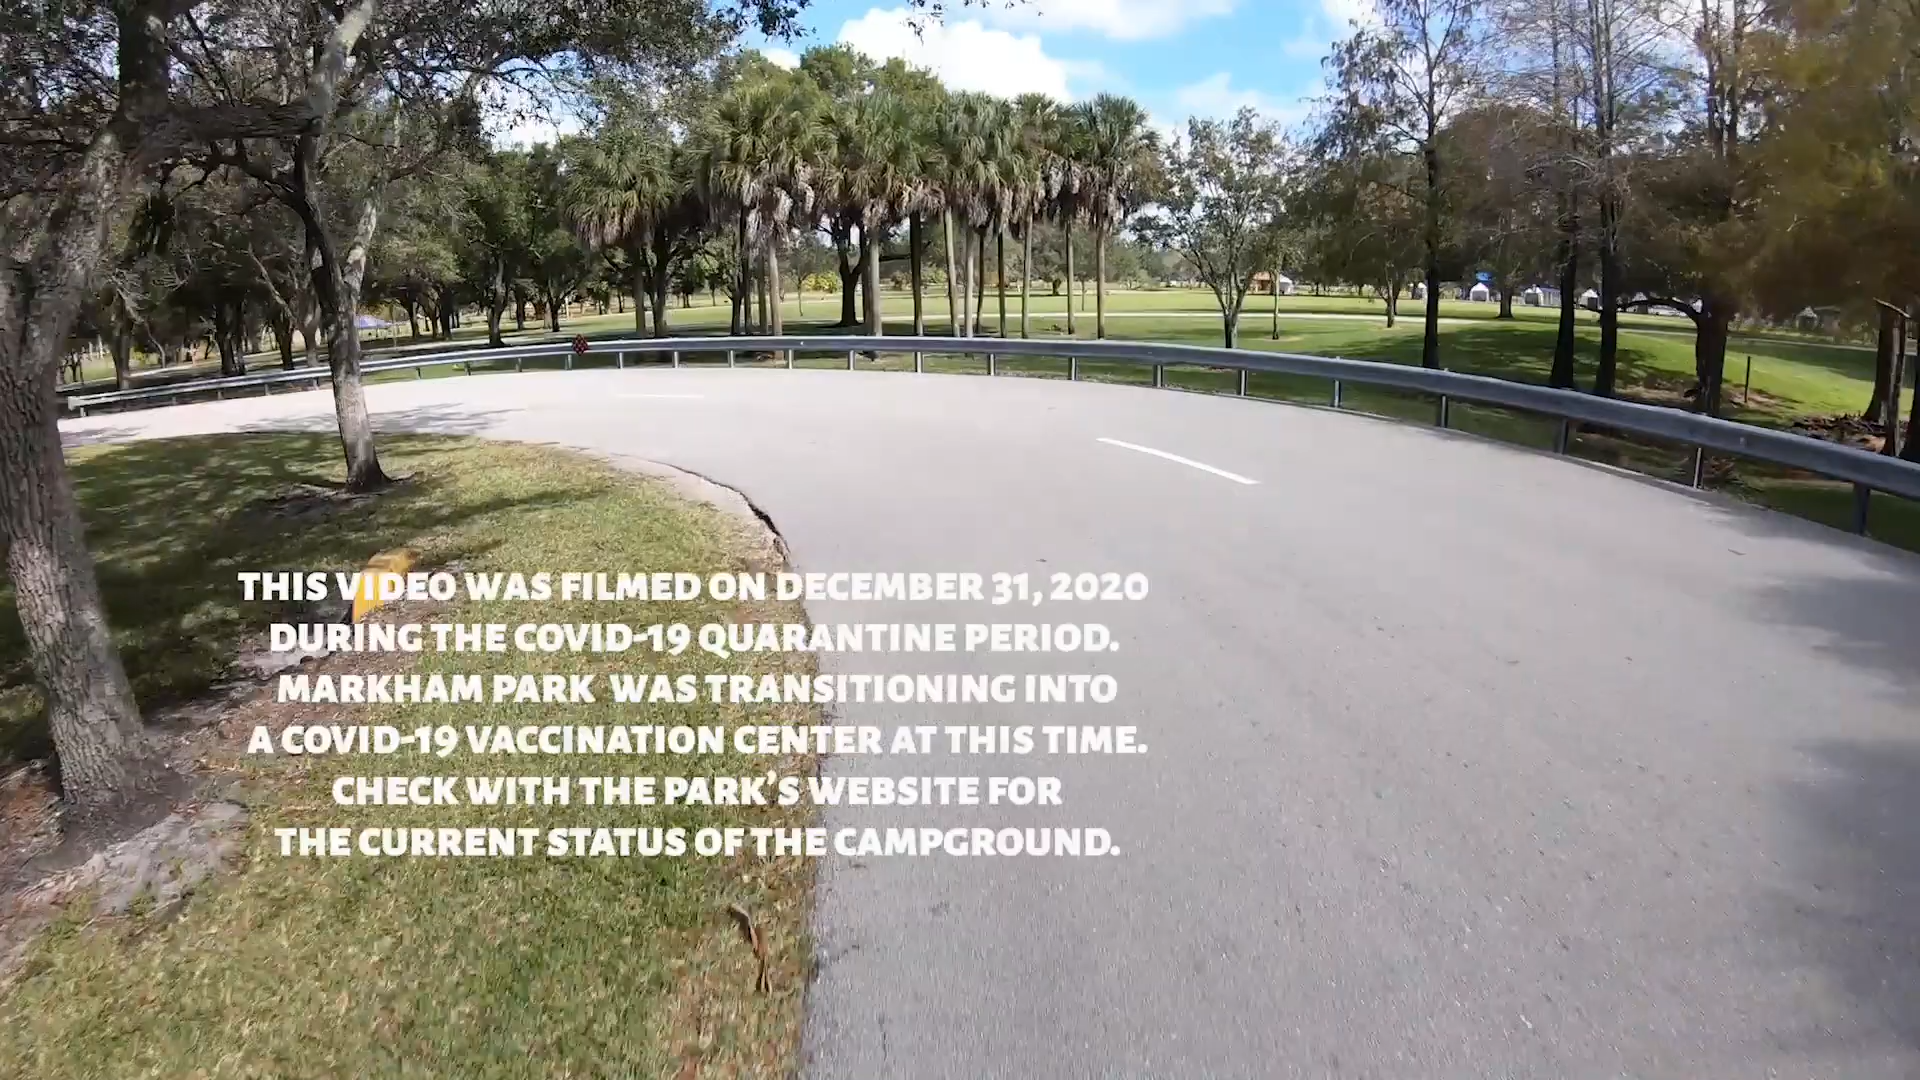 THIS VIDEO WAS FILMED ON DECEMBER 31, 2020
DURING THE COVID-19 QUARANTINE PERIOD.
MARKHAM PARK WAS TRANSITIONING INTO
A COVID-19 VACCINATION CENTER AT THIS TIME.
CHECK WITH THE PARK'S WEBSITE FOR
THE CURRENT STATUS OF THE CAMPGROUND.